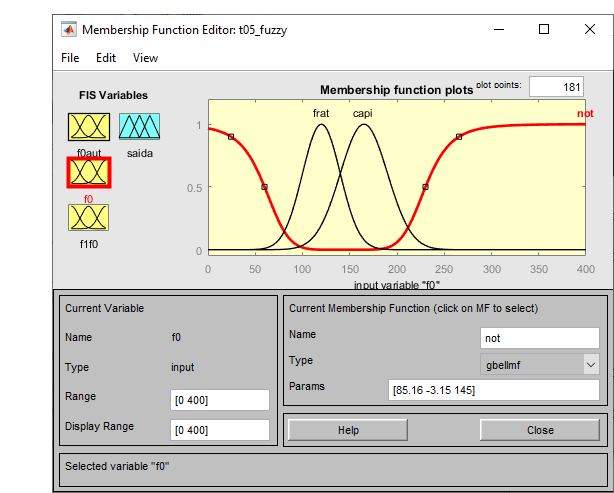 Membership Function Editor: t05_fuzzy
File Edit View
FIS Variables
f0aut
saida
f0
f1f0
Membership function plots
plot points:
181
frat
capi
not
1
0.5
0
0 50 100 150 200 250 300 350 400
input variable "f0"
Current Variable
Name f0
Type input
Range [0 400]
Display Range [0 400]
Current Membership Function (click on MF to select)
Name not
Type gbellmf
Params [85.16 -3.15 145]
Help Close
Selected variable "f0"